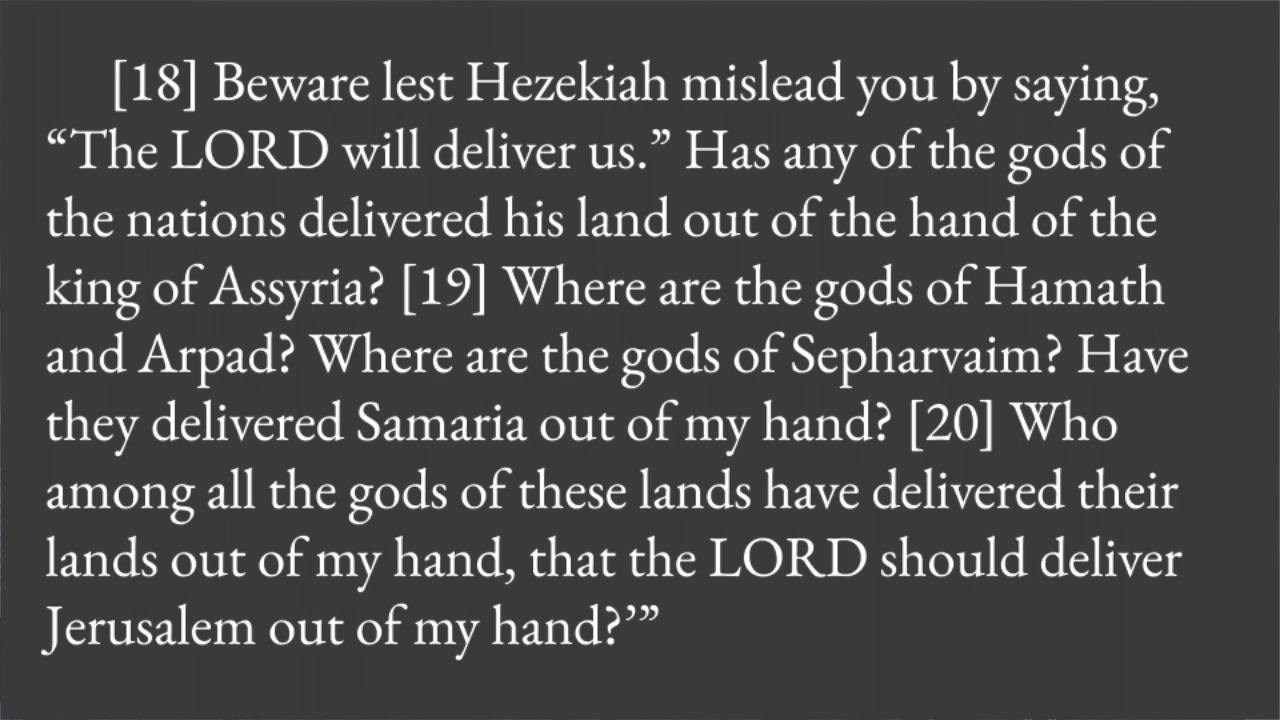 [18] Beware lest Hezekiah mislead you by saying,
“The LORD will deliver us.” Has any of the gods of
the nations delivered his land out of the hand of the
king of Assyria? [19] Where are the gods of Hamath
and Arpad? Where are the gods of Sepharvaim? Have
they delivered Samaria out of my hand? [20] Who
among all the gods of these lands have delivered their
lands out of my hand, that the LORD should deliver
Jerusalem out of my hand?’”